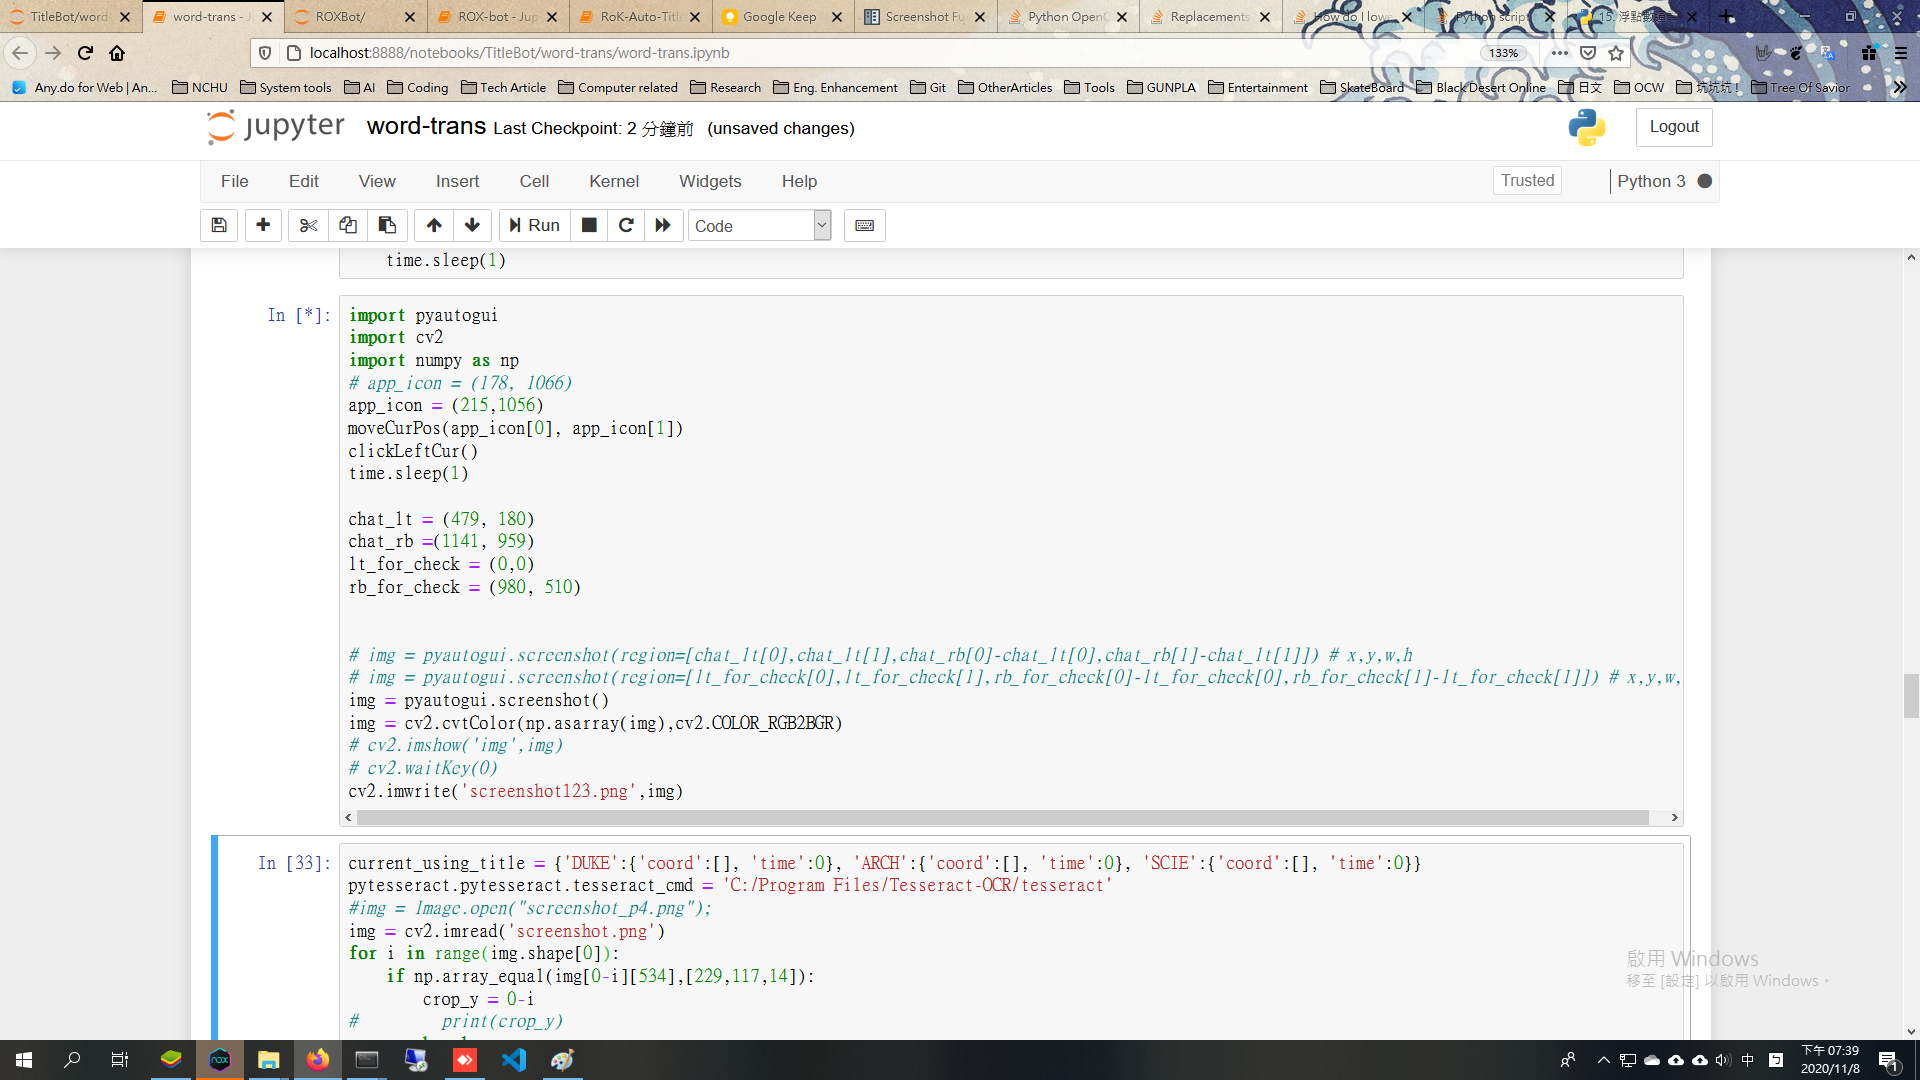 TitleBot/word
word-trans - J
ROXBot/
ROX-bot - Jup
RoK-Auto-Title
Google Keep
Screenshot Fu
Python OpenC
Replacements
How do I lowe
Python script
15. 浮點數
localhost:8888/notebooks/TitleBot/word-trans/word-trans.ipynb
133%
Any.do for Web | An...
NCHU
System tools
AI
Coding
Tech Article
Computer related
Research
Eng. Enhancement
Git
OtherArticles
Tools
GUNPLA
Entertainment
SkateBoard
Black Desert Online
日文
OCW
坑坑坑 !
Tree Of Savior
jupyter word-trans Last Checkpoint: 2 分鐘前 (unsaved changes)
Logout
File Edit View Insert Cell Kernel Widgets Help
Trusted
Python 3
Run
Code
time.sleep(1)
In [*]:
import pyautogui
import cv2
import numpy as np
# app_icon = (178, 1066)
app_icon = (215,1056)
moveCurPos(app_icon[0], app_icon[1])
clickLeftCur()
time.sleep(1)
chat_lt = (479, 180)
chat_rb =(1141, 959)
lt_for_check = (0,0)
rb_for_check = (980, 510)
# img = pyautogui.screenshot(region=[chat_lt[0],chat_lt[1],chat_rb[0]-chat_lt[0],chat_rb[1]-chat_lt[1]]) # x,y,w,h
# img = pyautogui.screenshot(region=[lt_for_check[0],lt_for_check[1],rb_for_check[0]-lt_for_check[0],rb_for_check[1]-lt_for_check[1]]) # x,y,w,
img = pyautogui.screenshot()
img = cv2.cvtColor(np.asarray(img),cv2.COLOR_RGB2BGR)
# cv2.imshow('img',img)
# cv2.waitKey(0)
cv2.imwrite('screenshot123.png',img)
In [33]:
current_using_title = {'DUKE':{'coord':[], 'time':0}, 'ARCH':{'coord':[], 'time':0}, 'SCIE':{'coord':[], 'time':0}}
pytesseract.pytesseract.tesseract_cmd = 'C:/Program Files/Tesseract-OCR/tesseract'
#img = Image.open("screenshot_p4.png");
img = cv2.imread('screenshot.png')
for i in range(img.shape[0]):
if np.array_equal(img[0-i][534],[229,117,14]):
crop_y = 0-i
# print(crop_y)
啟用 Windows
移至 [設定] 以啟用 Windows。
nox
中
下午 07:39
2020/11/8
1